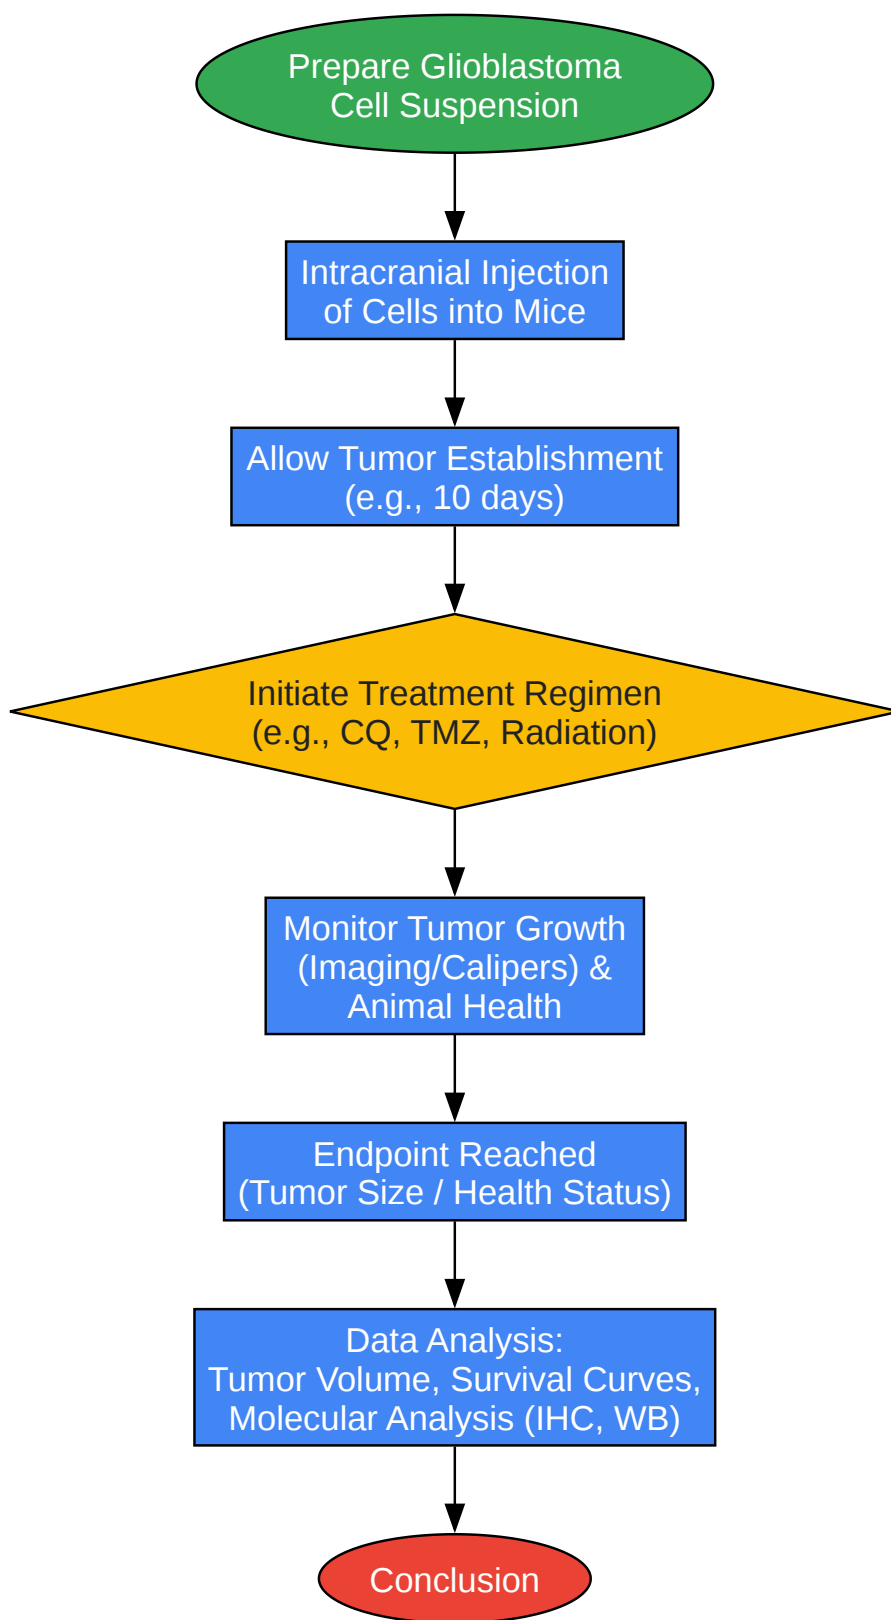 Prepare Glioblastoma
Cell Suspension
Intracranial Injection
of Cells into Mice
Allow Tumor Establishment
(e.g., 10 days)
Initiate Treatment Regimen
(e.g., CQ, TMZ, Radiation)
Monitor Tumor Growth
(Imaging/Calipers) &
Animal Health
Endpoint Reached
(Tumor Size / Health Status)
Data Analysis:
Tumor Volume, Survival Curves,
Molecular Analysis (IHC, WB)
Conclusion